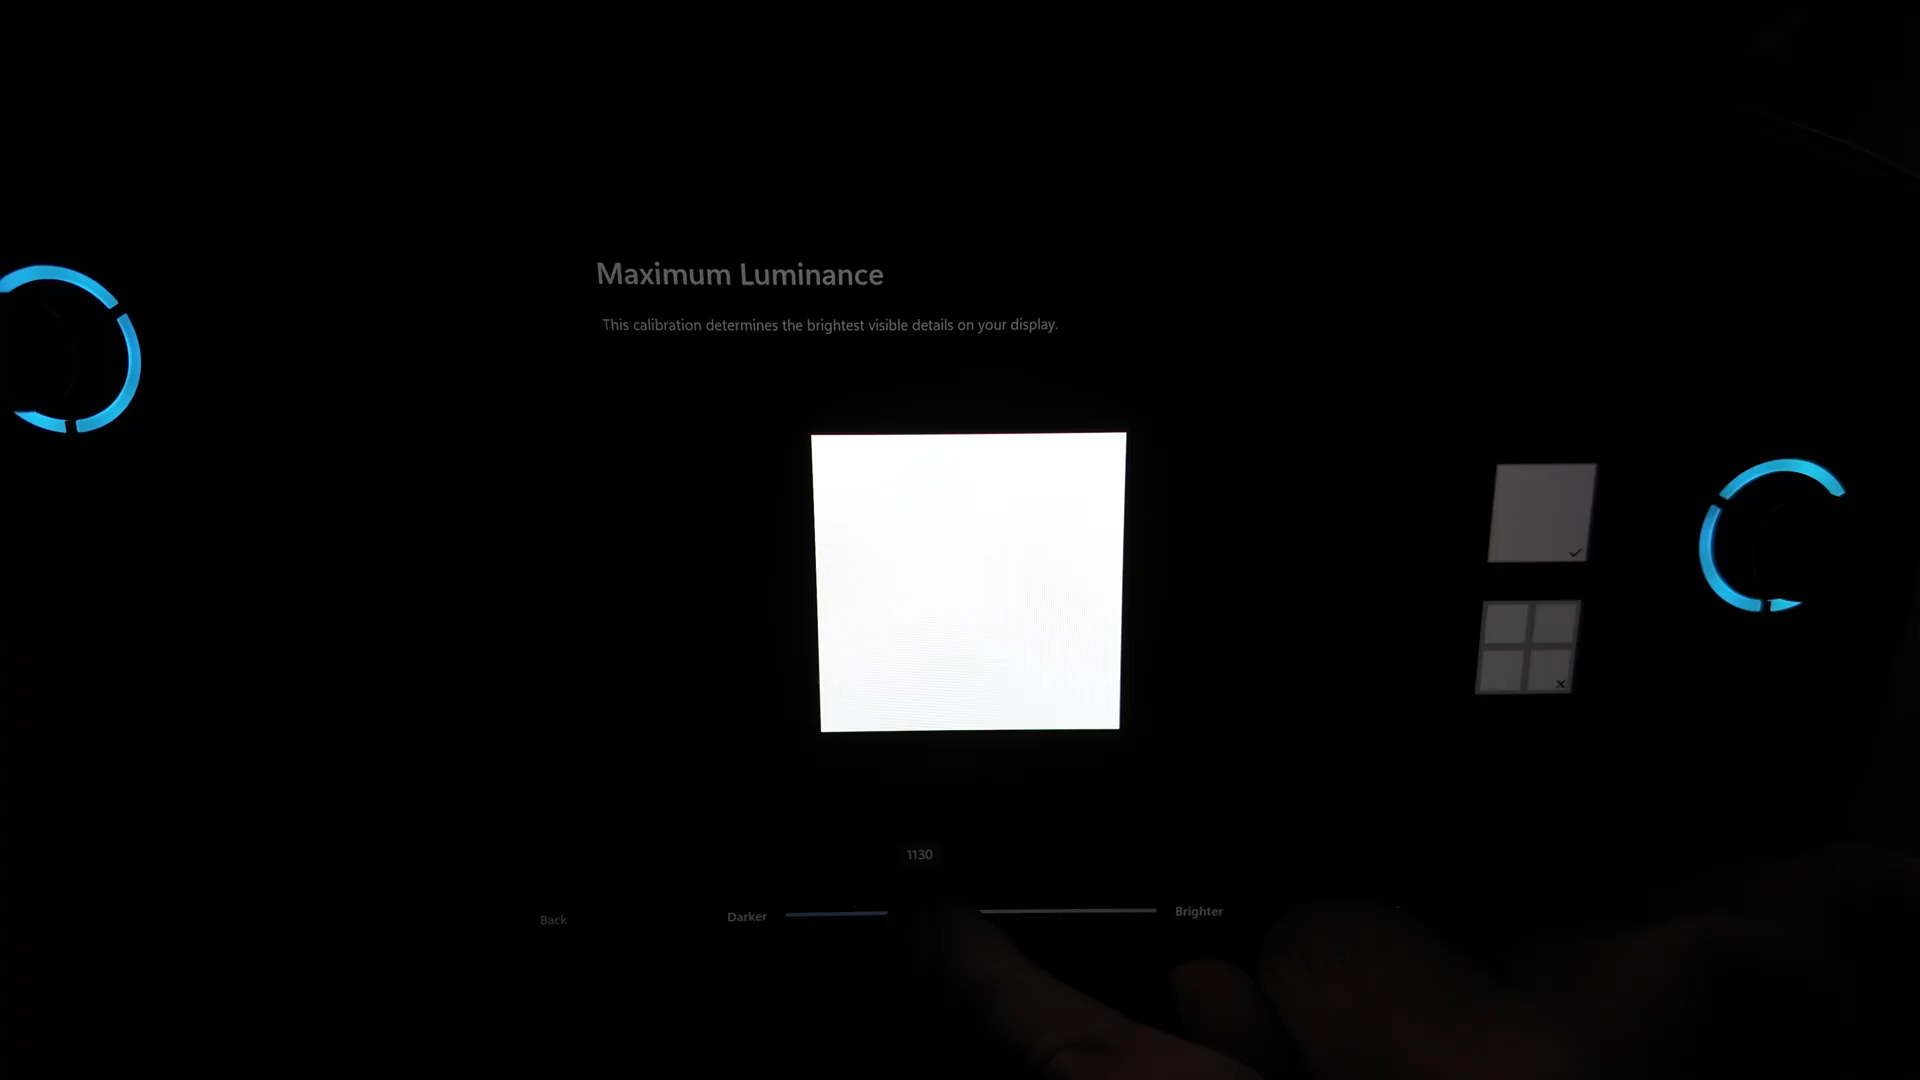 Maximum Luminance
This calibration determines the brightest visible details on your display.
1130
Back
Darker
Brighter